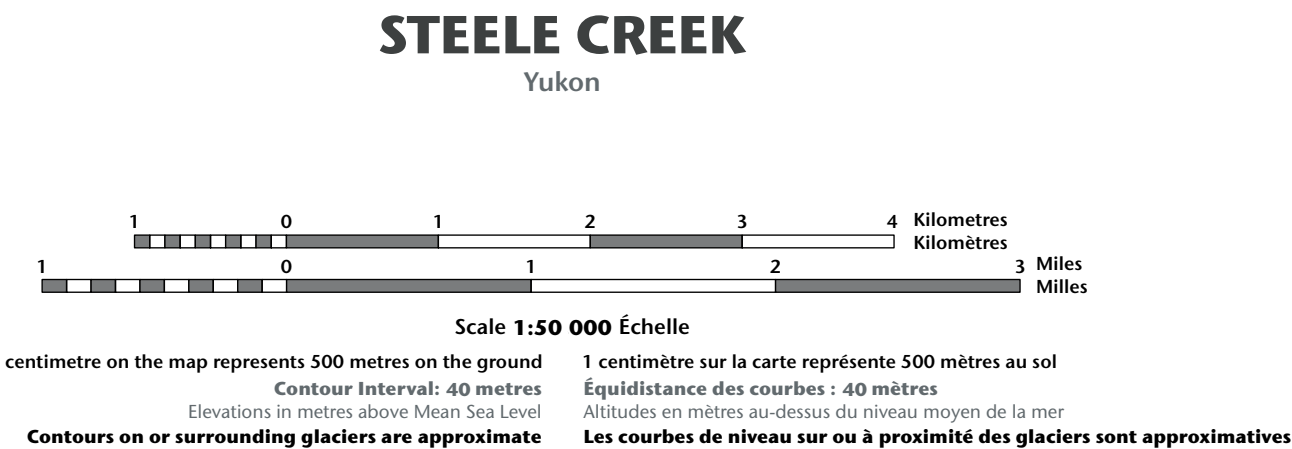 STEELE CREEK
Yukon
1 0 1 2 3 4 Kilometres
Kilomètres
1 0 1 2 3 Miles
Milles
Scale 1:50 000 Échelle
centimetre on the map represents 500 metres on the ground
1 centimètre sur la carte représente 500 mètres au sol
Contour Interval: 40 metres
Équidistance des courbes : 40 mètres
Elevations in metres above Mean Sea Level
Altitudes en mètres au-dessus du niveau moyen de la mer
Contours on or surrounding glaciers are approximate
Les courbes de niveau sur ou à proximité des glaciers sont approximatives